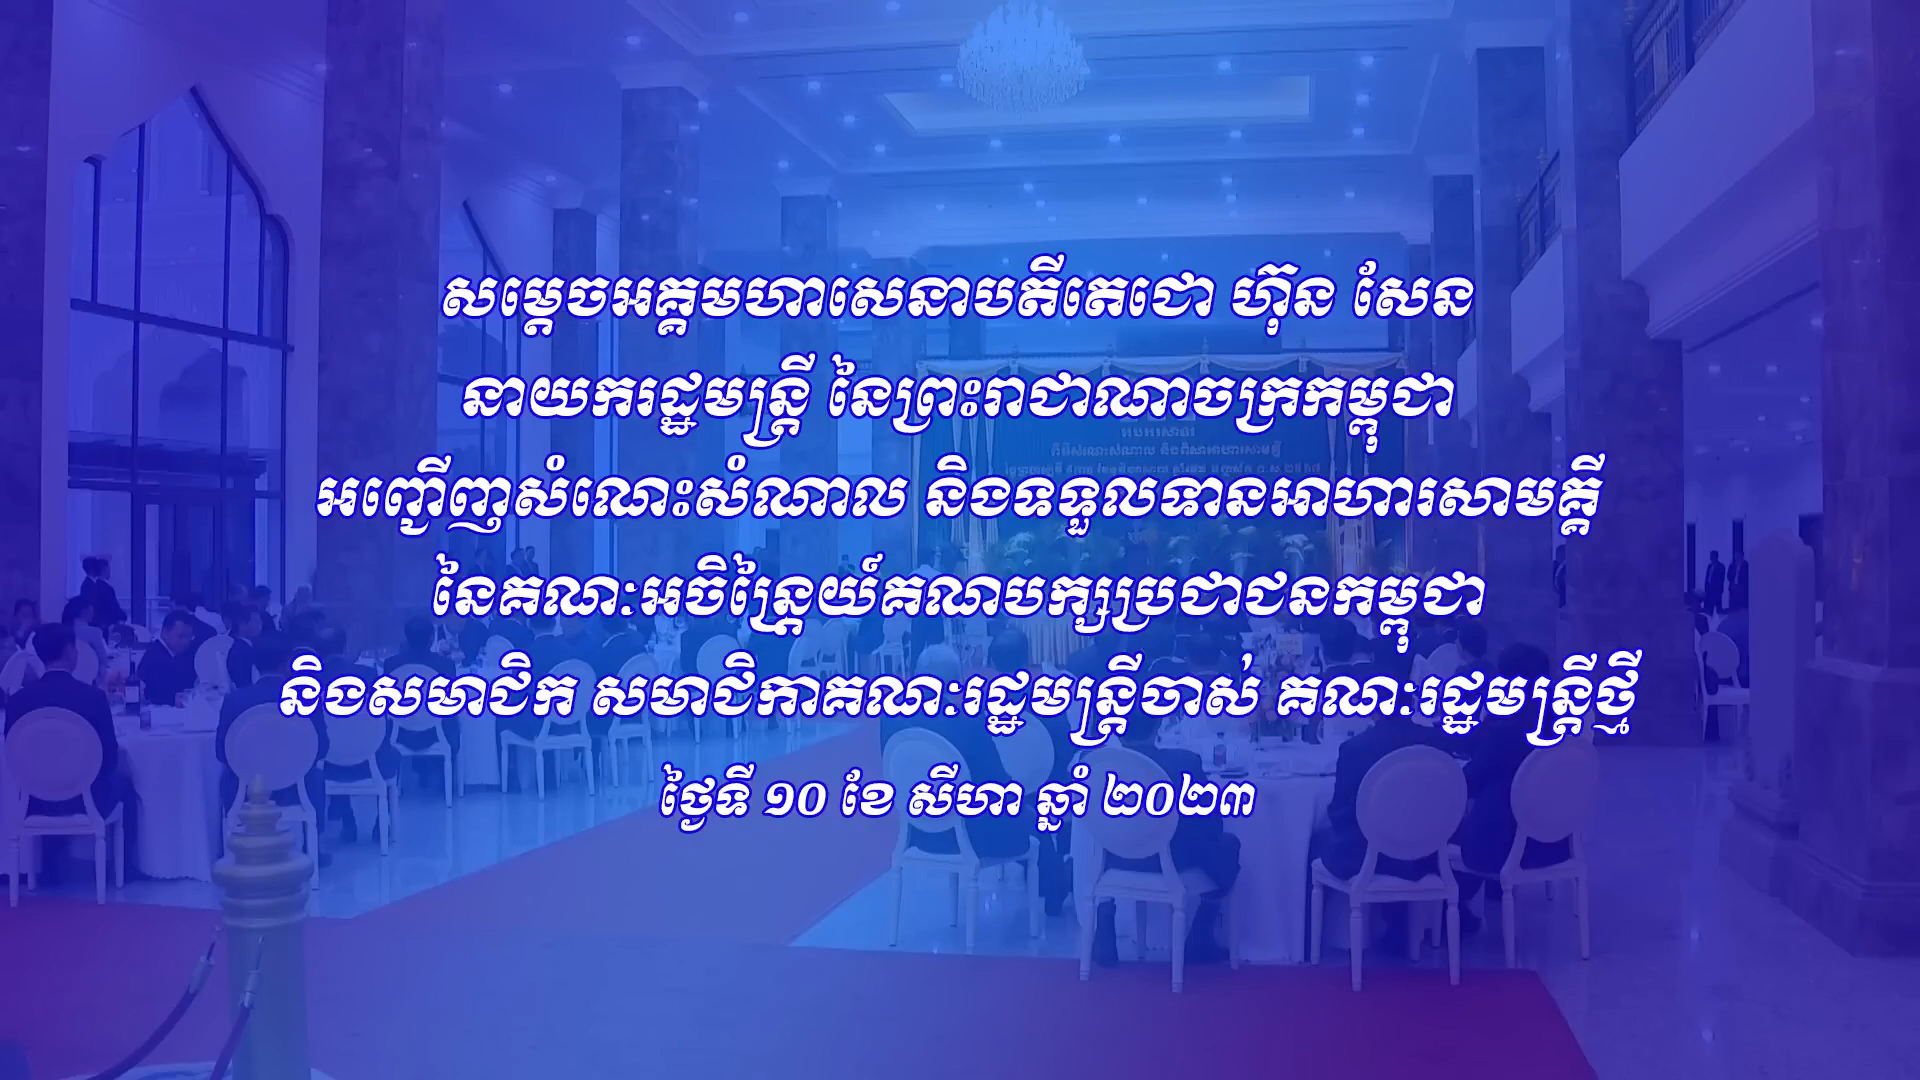 សម្តេចអគ្គមហាសេនាបតីតេជោ ហ៊ុន សែន
នាយករដ្ឋមន្ត្រី នៃព្រះរាជាណាចក្រកម្ពុជា
អញ្ជើញសំណេះសំណាល និងទទួលទានអាហារសាមគ្គី
នៃគណៈអចិន្ត្រៃយ៍គណបក្សប្រជាជនកម្ពុជា
និងសមាជិក សមាជិកាគណៈរដ្ឋមន្ត្រីចាស់ គណៈរដ្ឋមន្ត្រីថ្មី
ថ្ងៃទី ១០ ខែ សីហា ឆ្នាំ ២០២៣